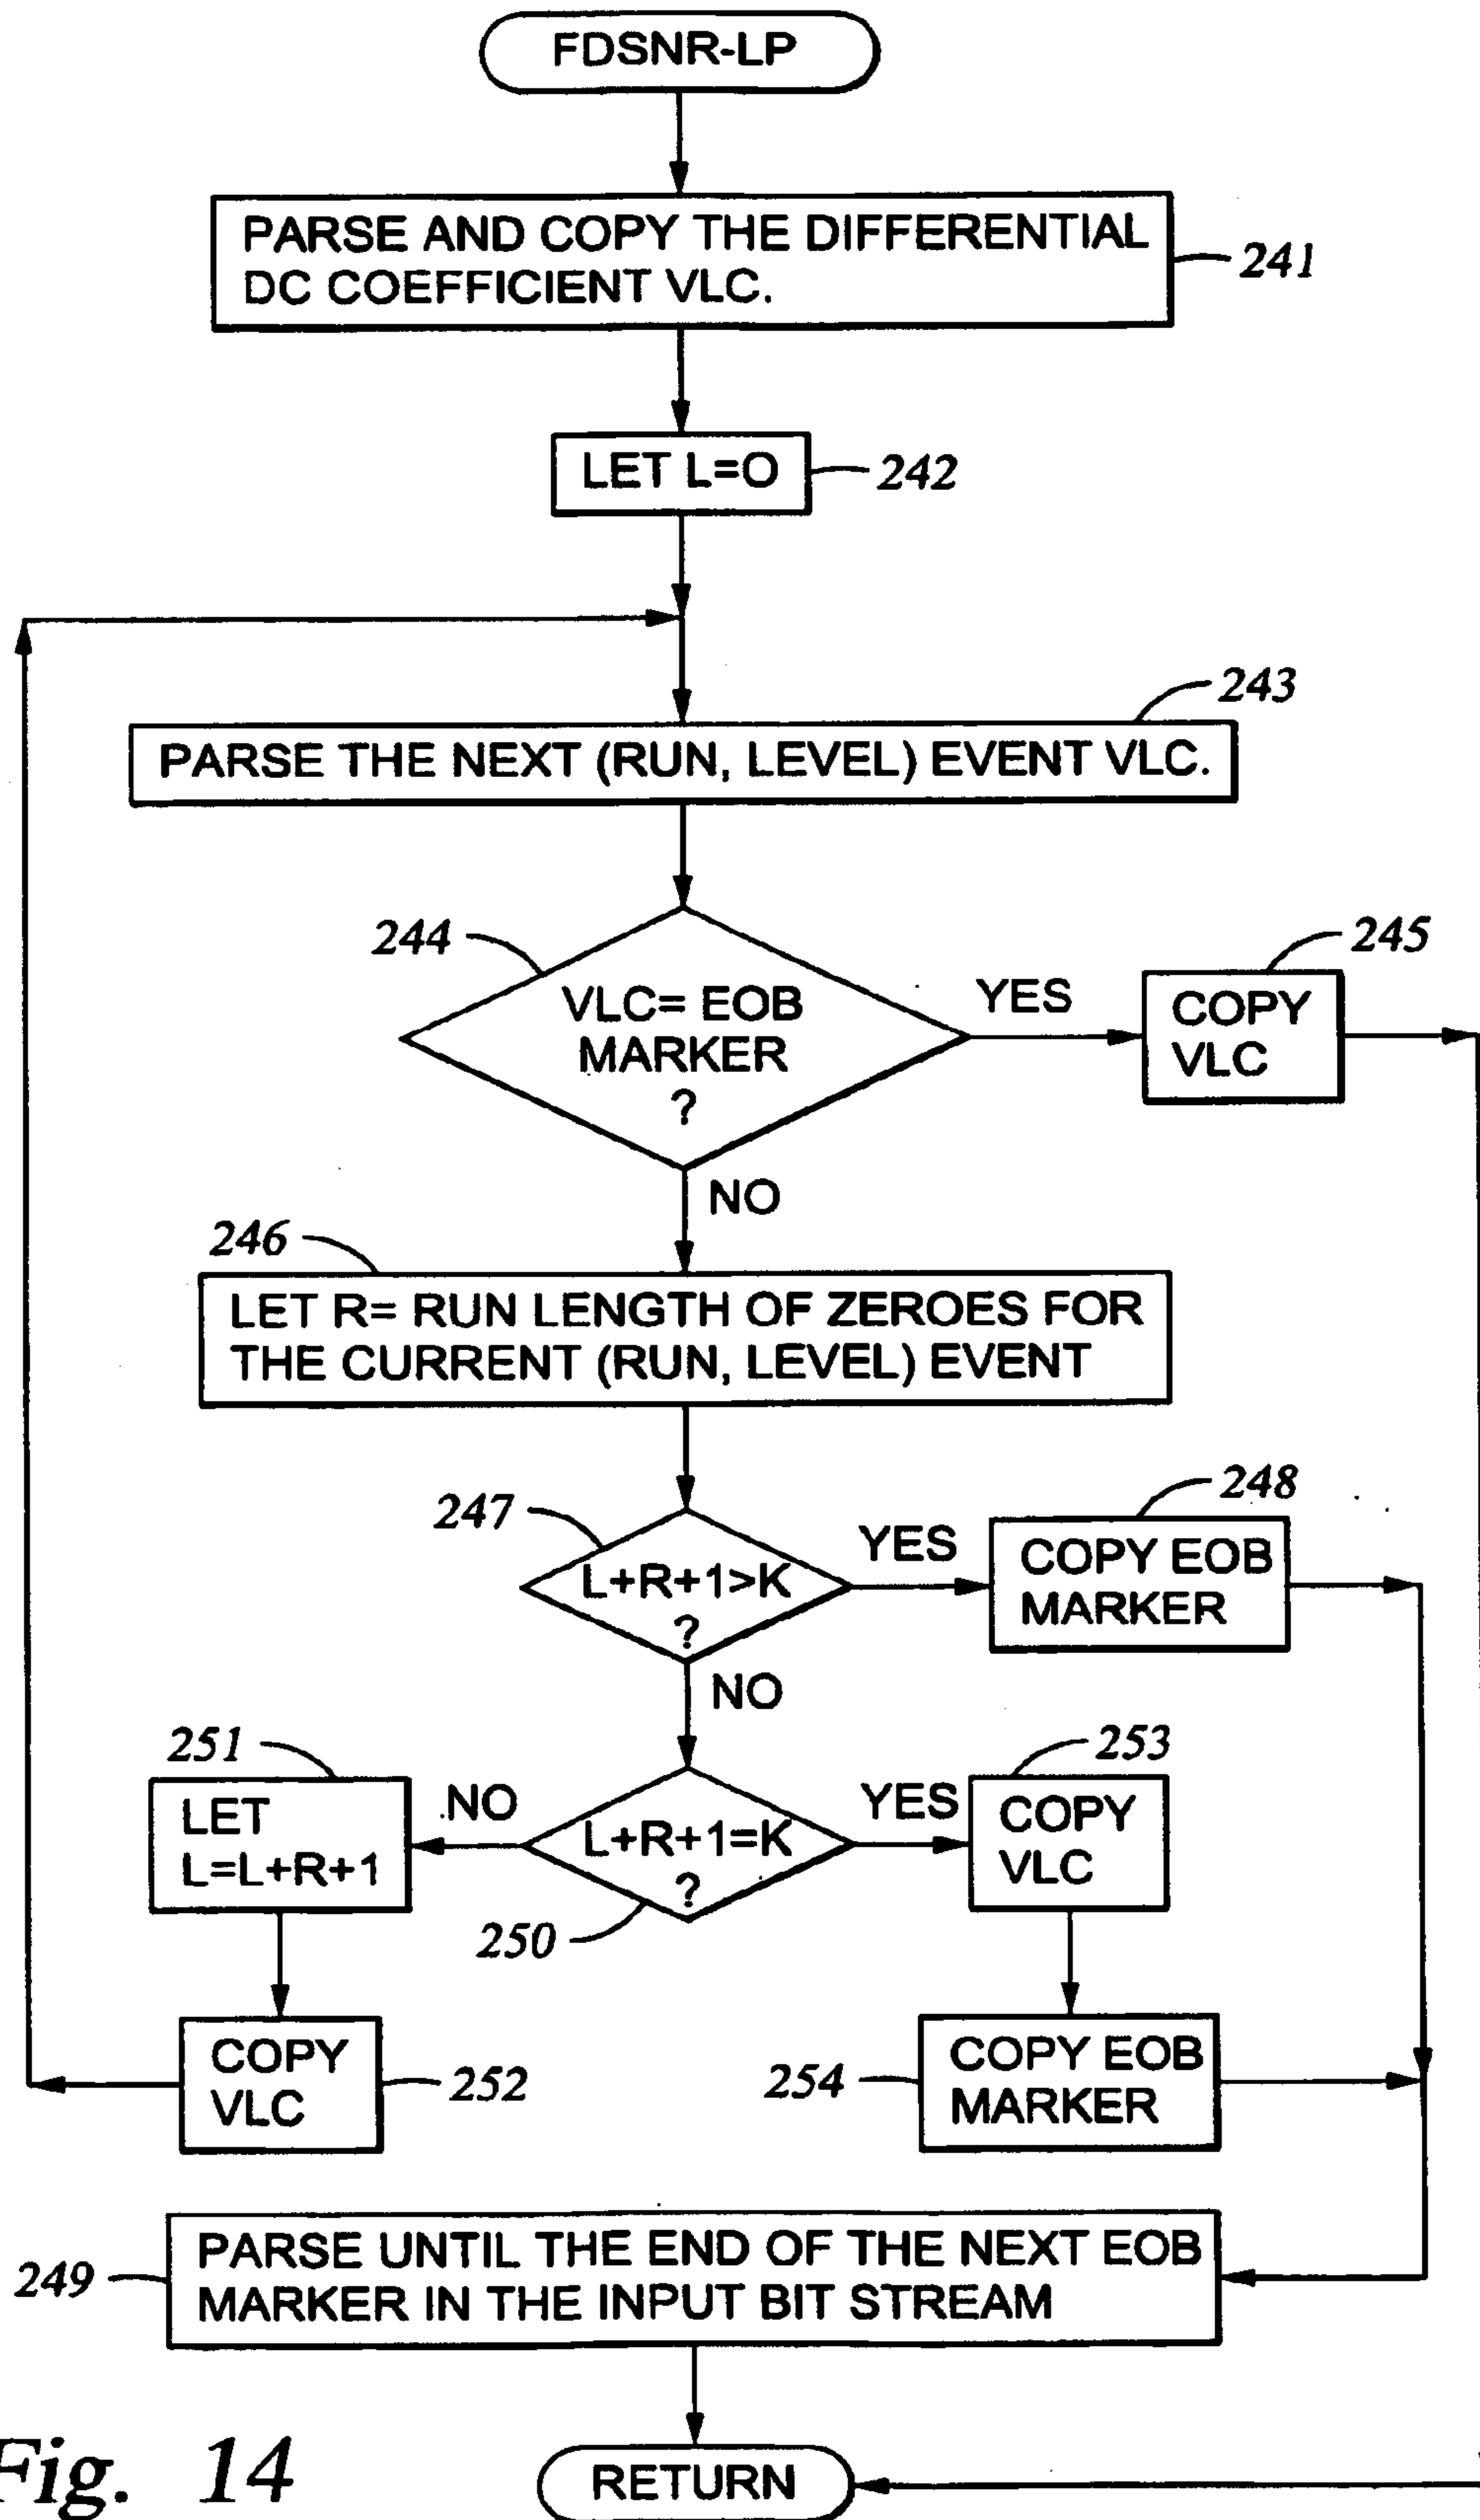 FDSNR-LP
PARSE AND COPY THE DIFFERENTIAL
DC COEFFICIENT VLC.
241
LET L=O
242
243
PARSE THE NEXT (RUN, LEVEL) EVENT VLC.
244
VLC= EOB
MARKER
?
YES
245
COPY
VLC
NO
246
LET R= RUN LENGTH OF ZEROES FOR
THE CURRENT (RUN, LEVEL) EVENT
247
L+R+1>K
?
YES
248
COPY EOB
MARKER
NO
251
LET
L=L+R+1
NO
L+R+1=K
?
250
YES
253
COPY
VLC
COPY
VLC
252
254
COPY EOB
MARKER
249
PARSE UNTIL THE END OF THE NEXT EOB
MARKER IN THE INPUT BIT STREAM
Fig. 14
RETURN